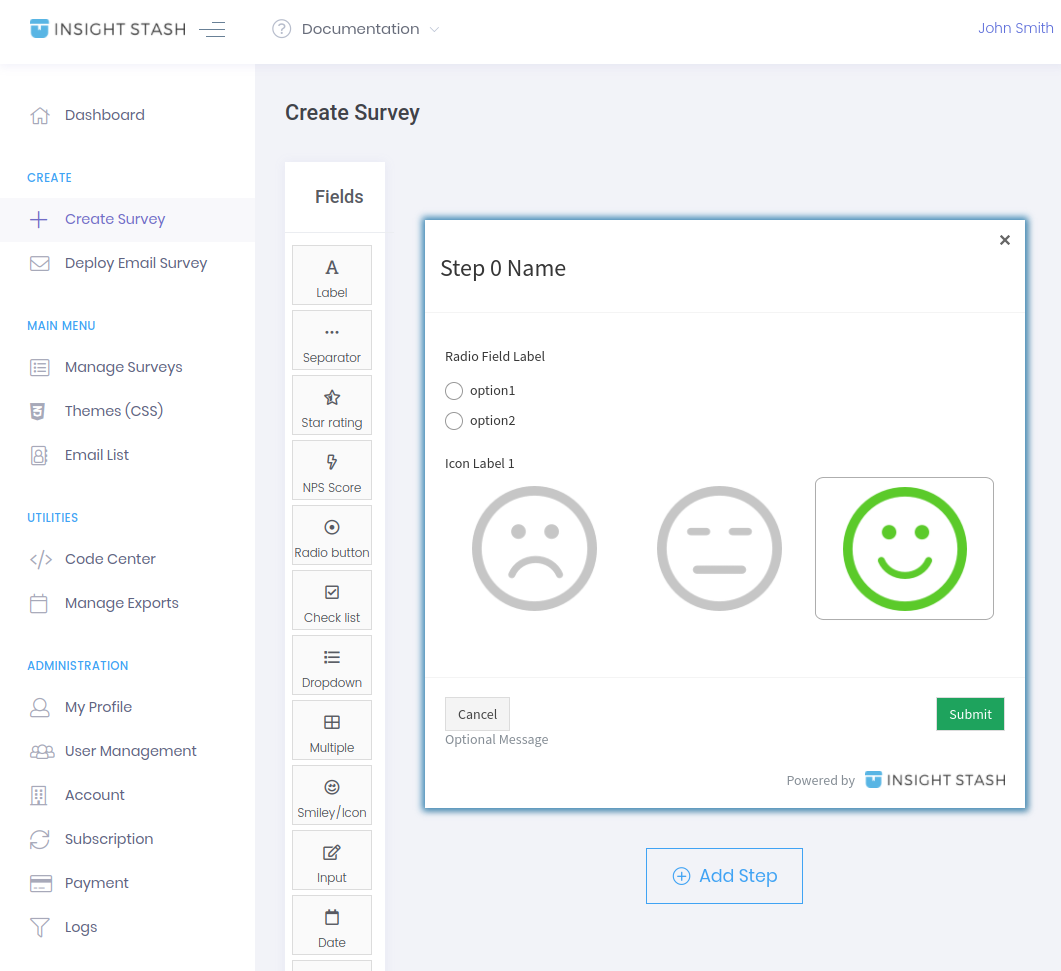 INSIGHT STASH
Documentation
John Smith
Dashboard
CREATE
Create Survey
Deploy Email Survey
MAIN MENU
Manage Surveys
Themes (CSS)
Email List
UTILITIES
Code Center
Manage Exports
ADMINISTRATION
My Profile
User Management
Account
Subscription
Payment
Logs
Create Survey
Fields
Label
Separator
Star rating
NPS Score
Radio button
Check list
Dropdown
Multiple
Smiley/Icon
Input
Date
Step 0 Name
Radio Field Label
option1
option2
Icon Label 1
Cancel
Submit
Optional Message
Powered by INSIGHT STASH
Add Step